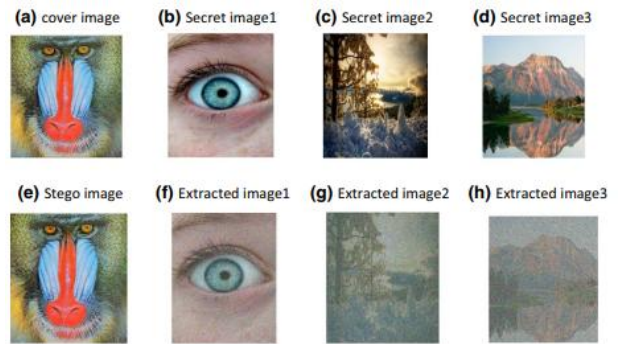 (a) cover image
(b) Secret image1
(c) Secret image2
(d) Secret image3
(e) Stego image
(f) Extracted image1
(g) Extracted image2
(h) Extracted image3